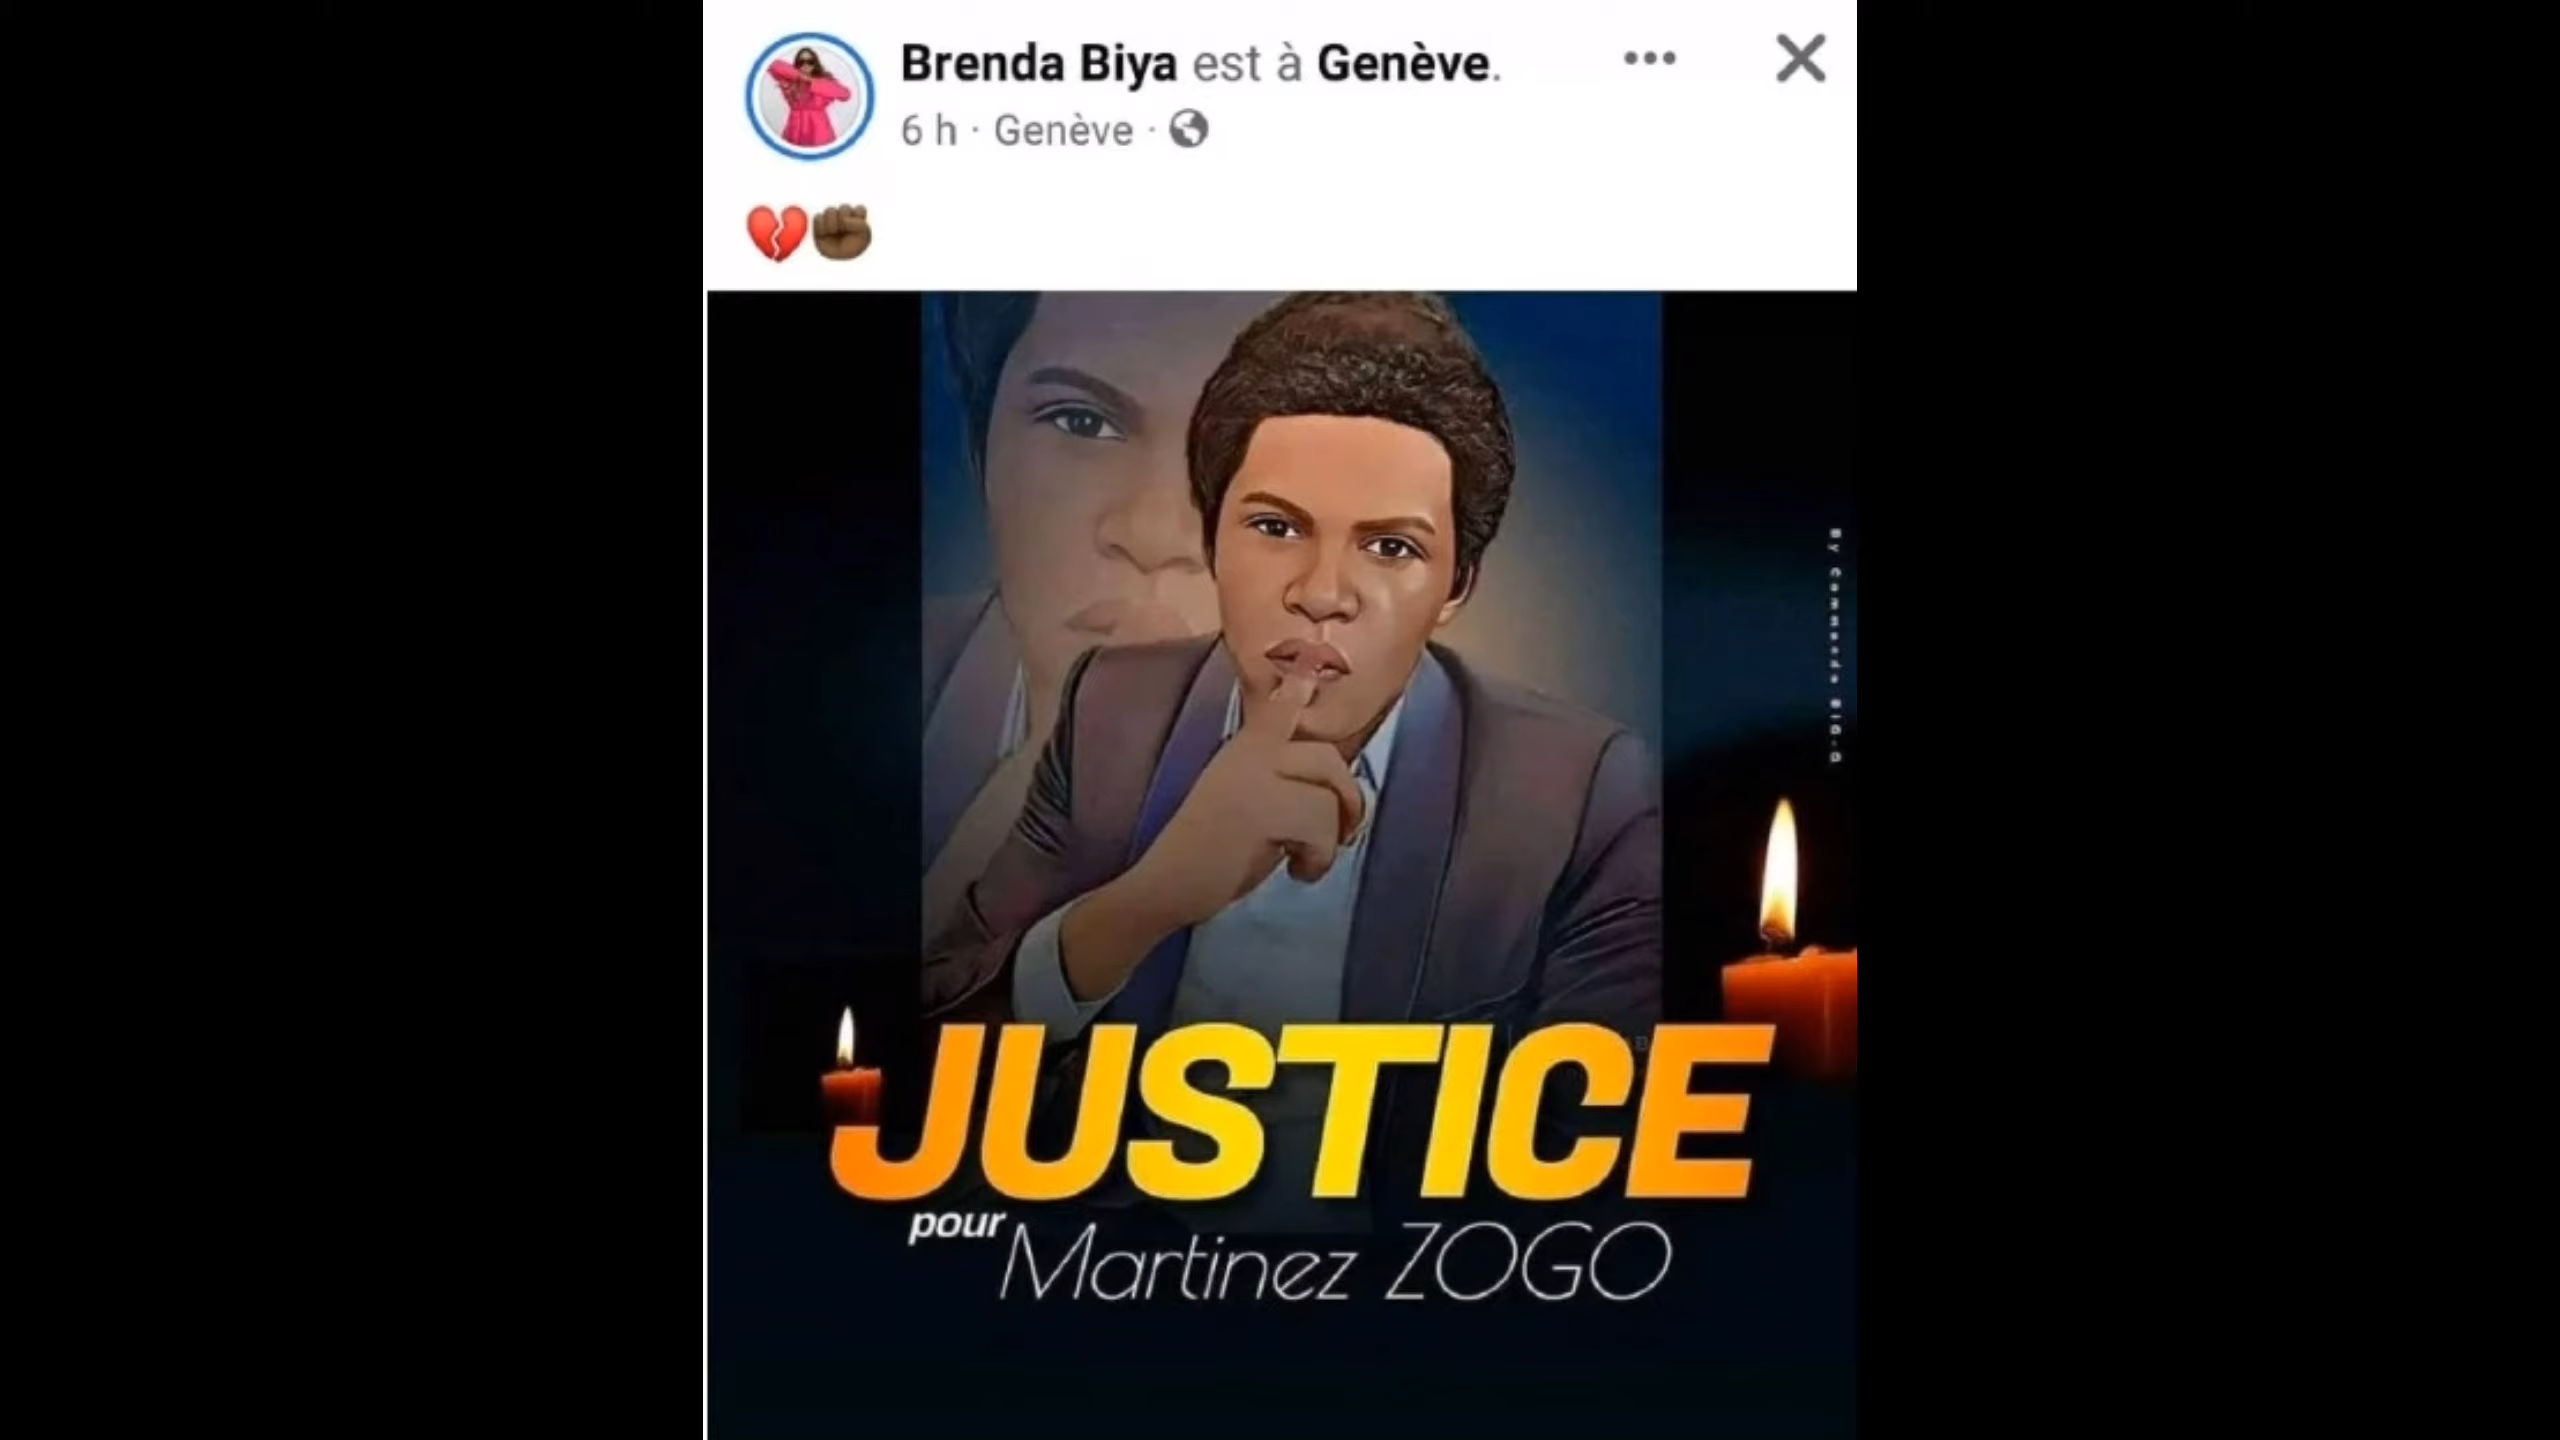 Brenda Biya est à Genève.
6 h · Genève ·
JUSTICE
pour
Martinez ZOGO